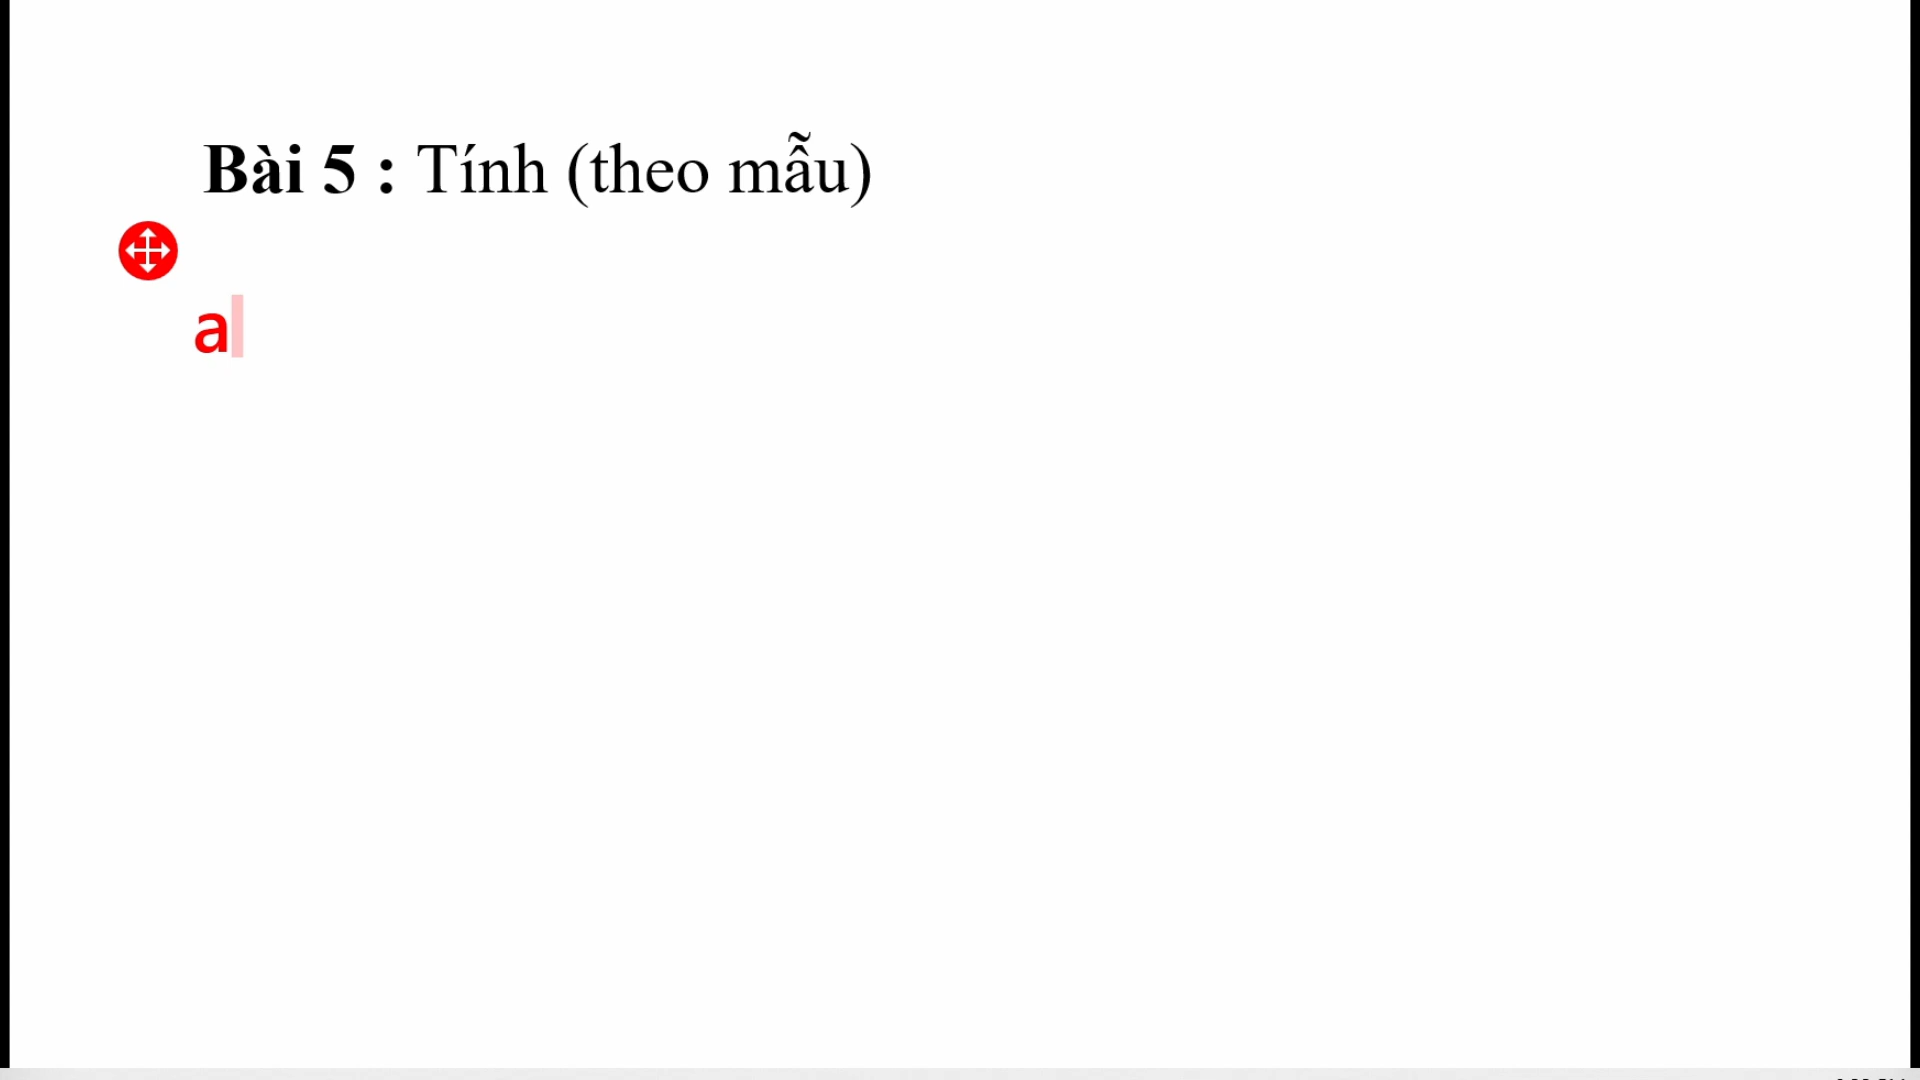 Bài 5 : Tính (theo mẫu)
a